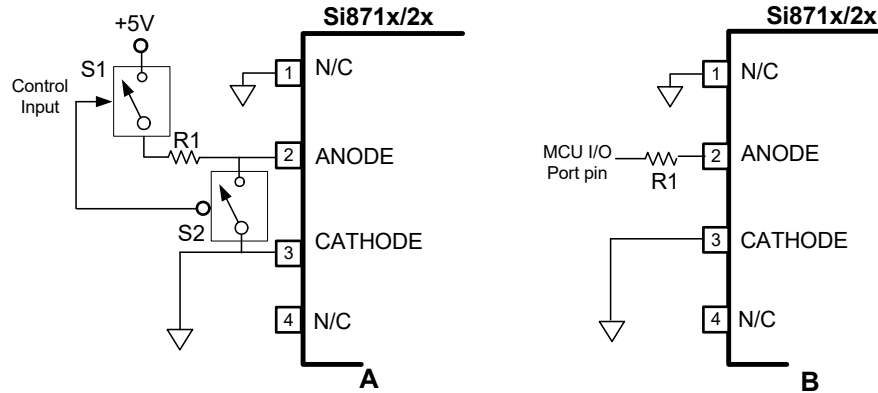 Si871x/2x
+5V
S1
Control
Input
R1
1 N/C
2 ANODE
S2
3 CATHODE
4 N/C
A
Si871x/2x
1 N/C
MCU I/O
Port pin
R1
2 ANODE
3 CATHODE
4 N/C
B